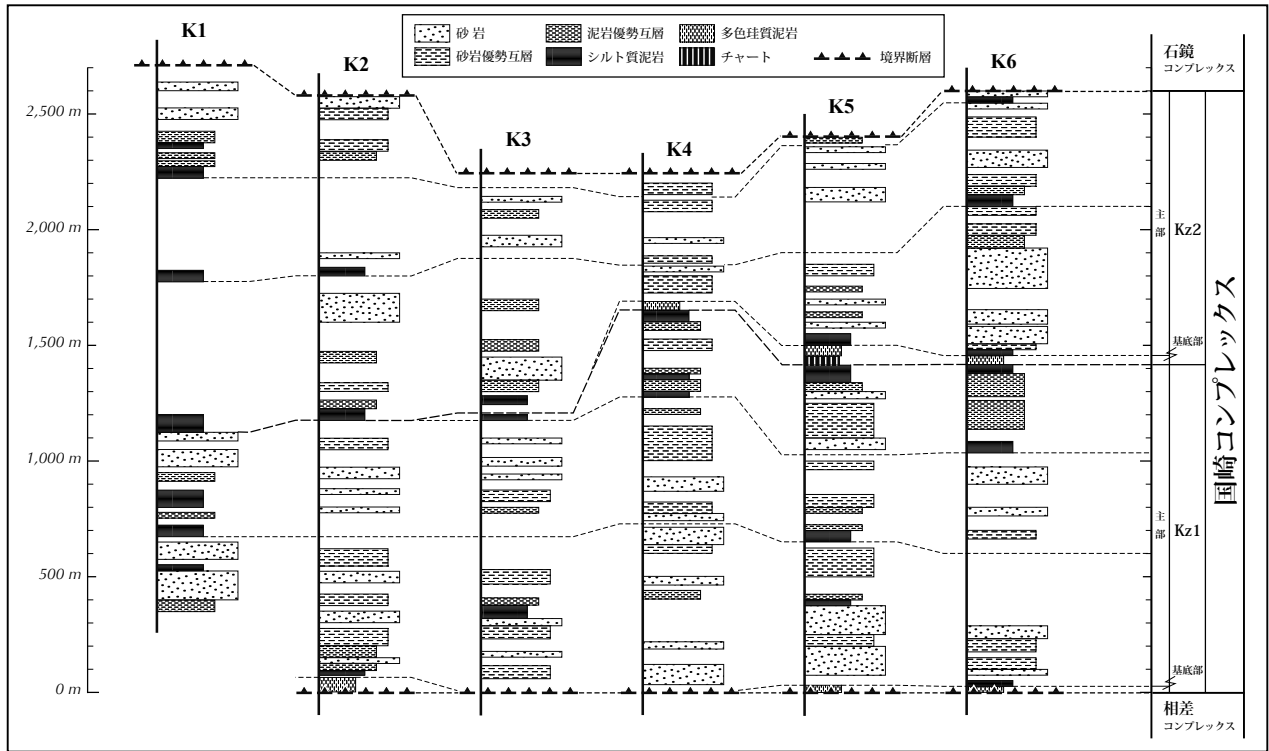 K1
K2
K3
K4
K5
K6
砂 岩
泥岩優勢互層
多色珪質泥岩
砂岩優勢互層
シルト質泥岩
チャート
境界断層
2,500 m
2,000 m
1,500 m
1,000 m
500 m
0 m
石鏡
コンプレックス
主部
Kz2
基底部
国崎コンプレックス
主部
Kz1
基底部
相差
コンプレックス